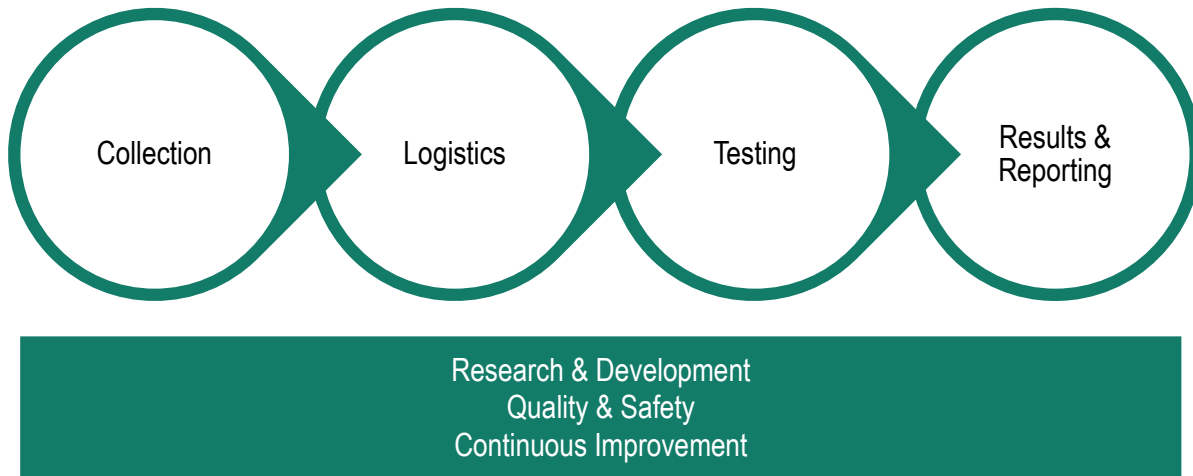 Collection
Logistics
Testing
Results &
Reporting
Research & Development
Quality & Safety
Continuous Improvement